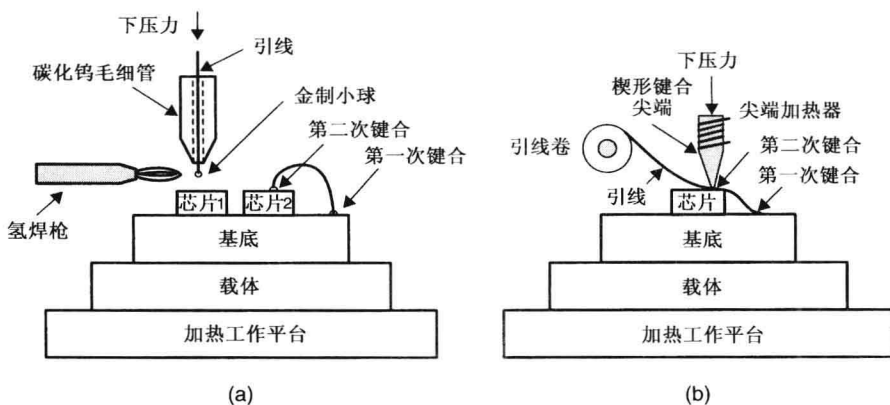 下压力
引线
碳化钨毛细管
金制小球
第二次键合
第一次键合
氢焊枪
芯片1
芯片2
基底
载体
加热工作平台
(a)
下压力
楔形键合
尖端
尖端加热器
引线卷
第二次键合
引线
第一次键合
芯片
基底
载体
加热工作平台
(b)